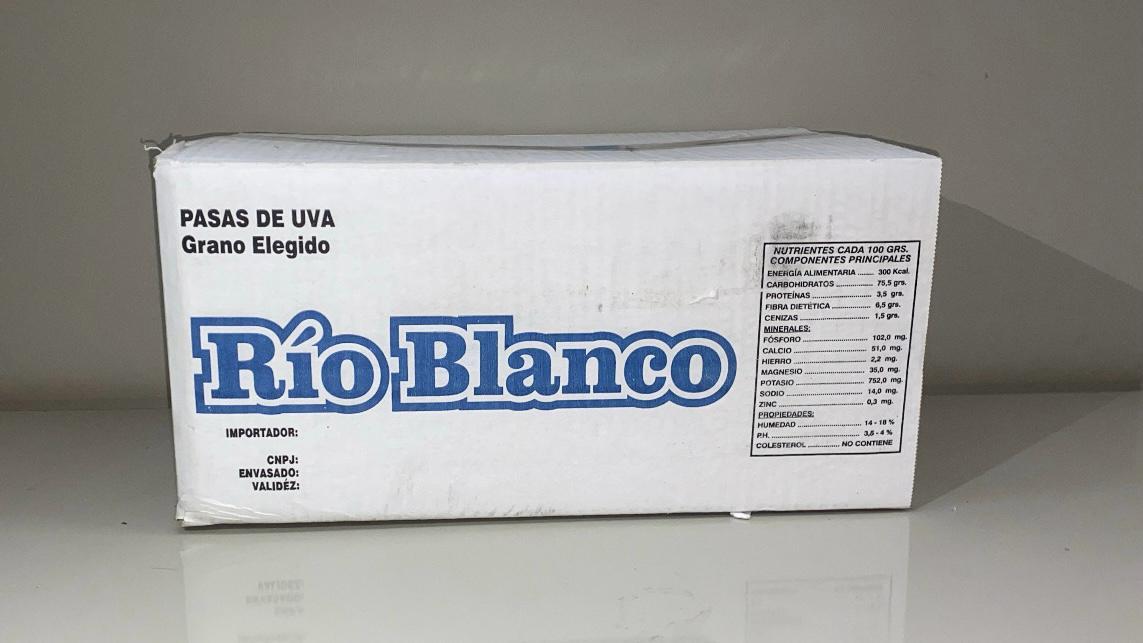 PASAS DE UVA
Grano Elegido
Río Blanco
IMPORTADOR:
CNPJ:
ENVASADO:
VALIDÉZ:
NUTRIENTES CADA 100 GRS.
COMPONENTES PRINCIPALES
ENERGÍA ALIMENTARIA ....... 300 Kcal.
CARBOHIDRATOS ................ 75,5 grs.
PROTEÍNAS ......................... 3,5 grs.
FIBRA DIETÉTICA ................ 6,5 grs.
CENIZAS .............................. 1,5 grs.
MINERALES:
FÓSFORO ............................ 102,0 mg.
CALCIO ................................ 51,0 mg.
HIERRO ................................ 2,2 mg.
MAGNESIO .......................... 35,0 mg.
POTASIO .............................. 752,0 mg.
SODIO .................................. 14,0 mg.
ZINC ..................................... 0,3 mg.
PROPIEDADES:
HUMEDAD ........................... 14 - 18 %
P.H. ....................................... 3,5 - 4 %
COLESTEROL ............ NO CONTIENE